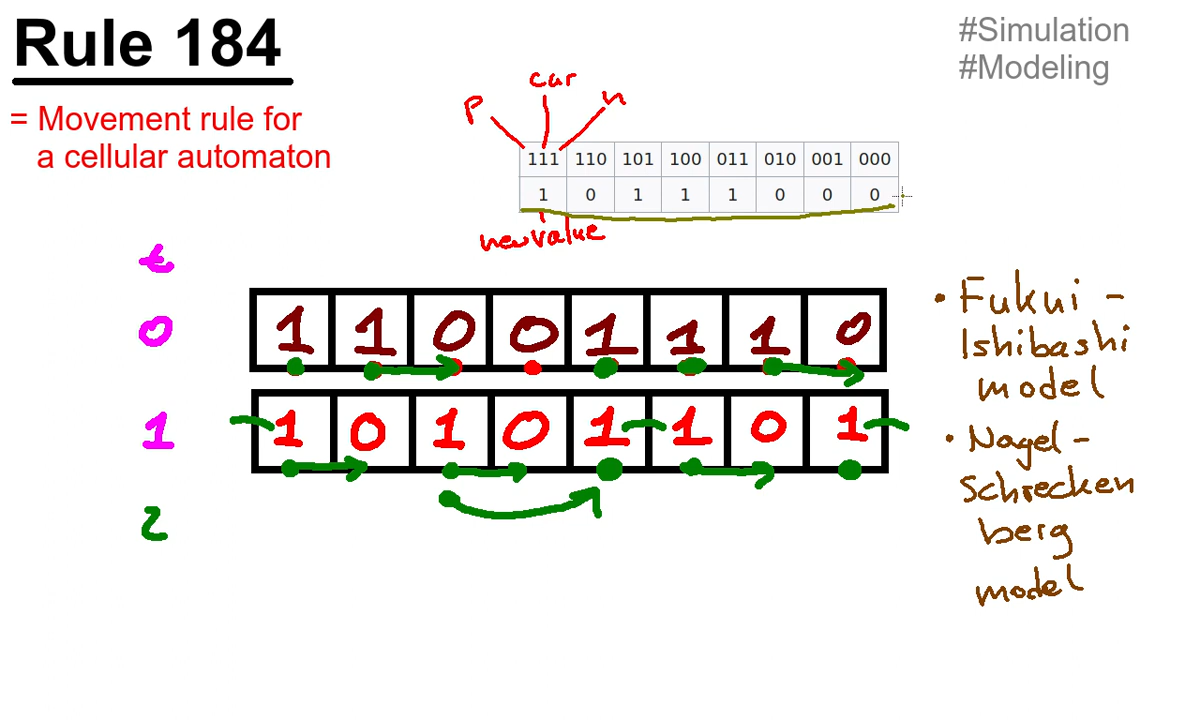 Rule 184
#Simulation
#Modeling
= Movement rule for
a cellular automaton
p car n
111 110 101 100 011 010 001 000
1 0 1 1 1 0 0 0
new value
t
0 1 1 0 0 1 1 1 0
1 1 0 1 0 1 1 0 1
2
• Fukui -
Ishibashi
model
• Nagel -
Schrecken
berg
model